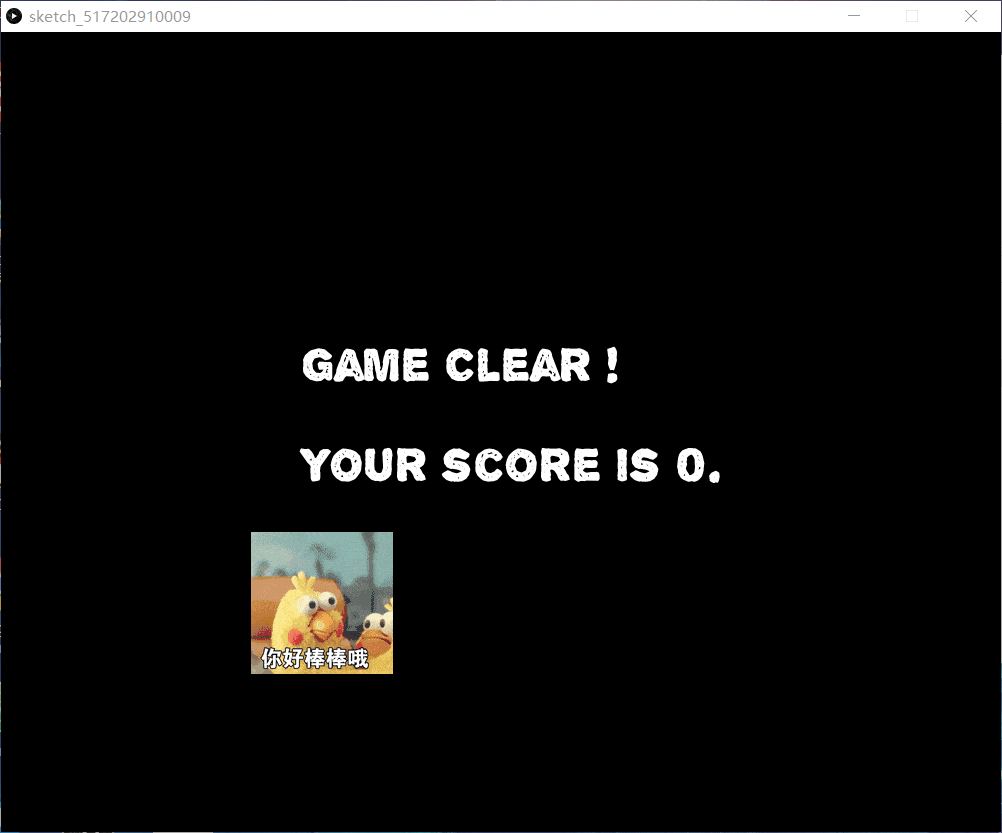 sketch_517202910009
GAME CLEAR !
YOUR SCORE IS 0.
你好棒棒哦